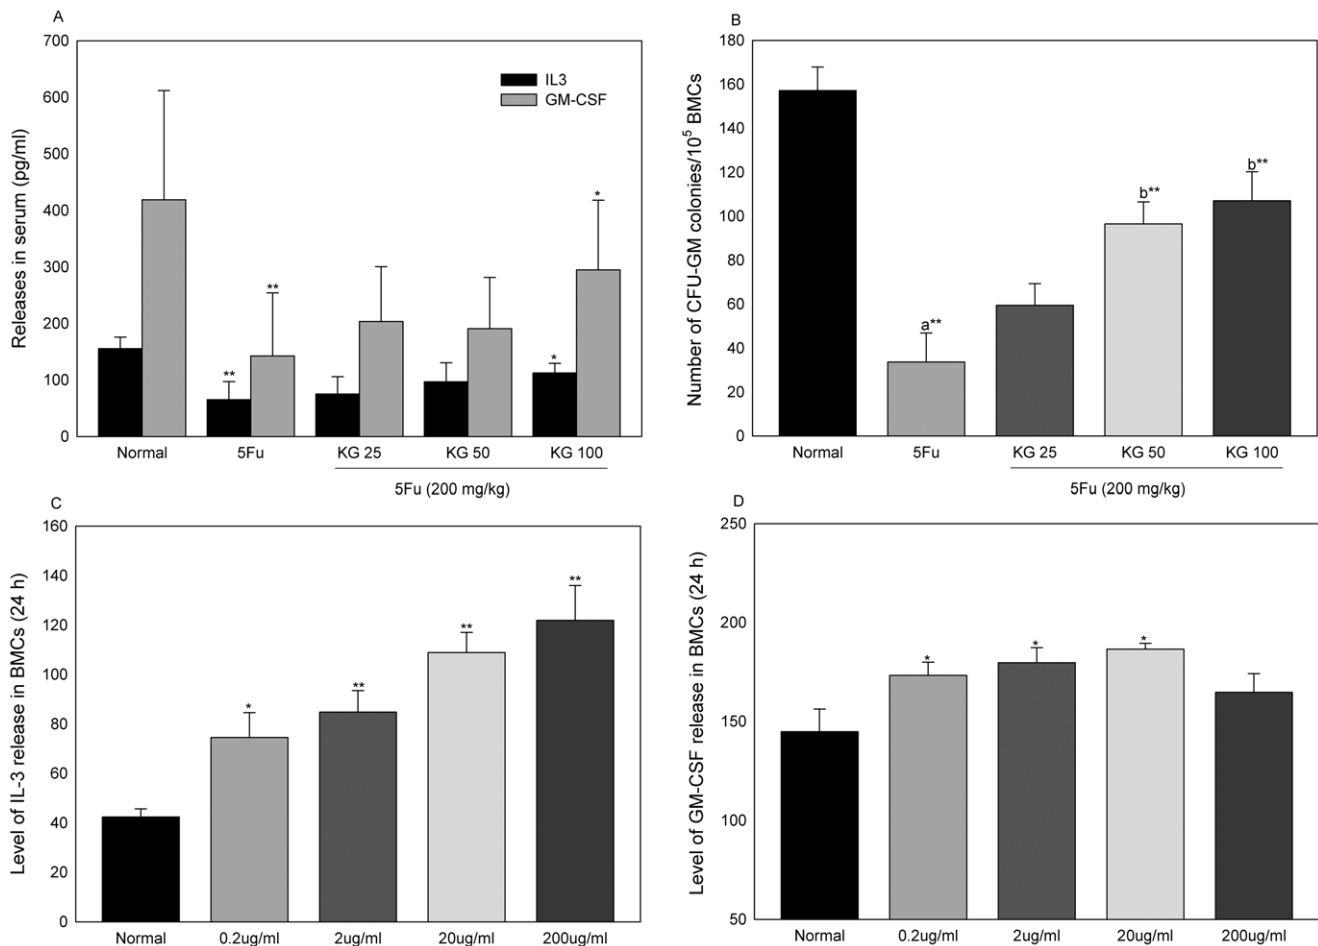 A
Releases in serum (pg/ml)
700
600
500
400
300
200
100
0
IL3
GM-CSF
**
**
*
*
Normal 5Fu KG 25 KG 50 KG 100
5Fu (200 mg/kg)
B
Number of CFU-GM colonies/10⁵ BMCs
180
160
140
120
100
80
60
40
20
0
a**
b**
b**
Normal 5Fu KG 25 KG 50 KG 100
5Fu (200 mg/kg)
C
Level of IL-3 release in BMCs (24 h)
160
140
120
100
80
60
40
20
0
*
**
**
**
Normal 0.2ug/ml 2ug/ml 20ug/ml 200ug/ml
D
Level of GM-CSF release in BMCs (24 h)
250
200
150
100
50
*
*
*
Normal 0.2ug/ml 2ug/ml 20ug/ml 200ug/ml